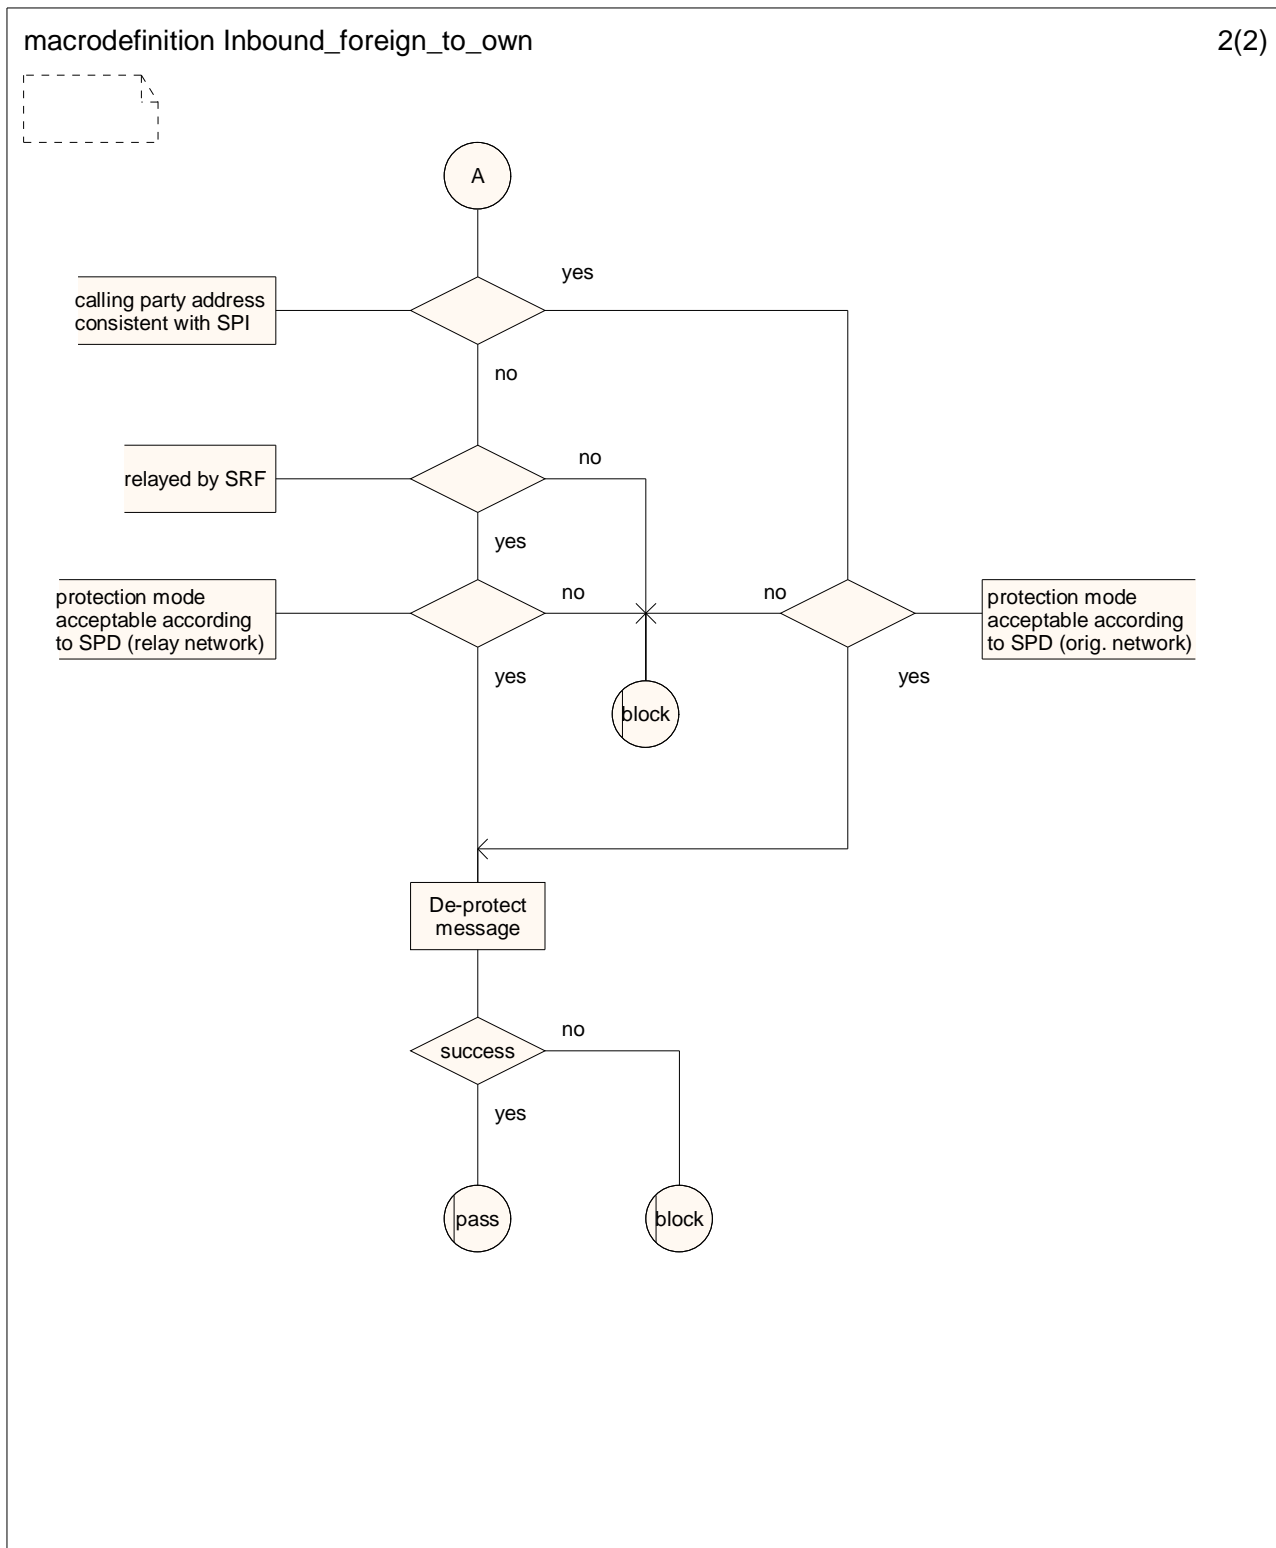 macrodefinition Inbound_foreign_to_own
2(2)
A
yes
calling party address
consistent with SPI
no
relayed by SRF
no
yes
protection mode
acceptable according
to SPD (relay network)
no
no
protection mode
acceptable according
to SPD (orig. network)
yes
yes
block
De-protect
message
success
no
yes
pass
block